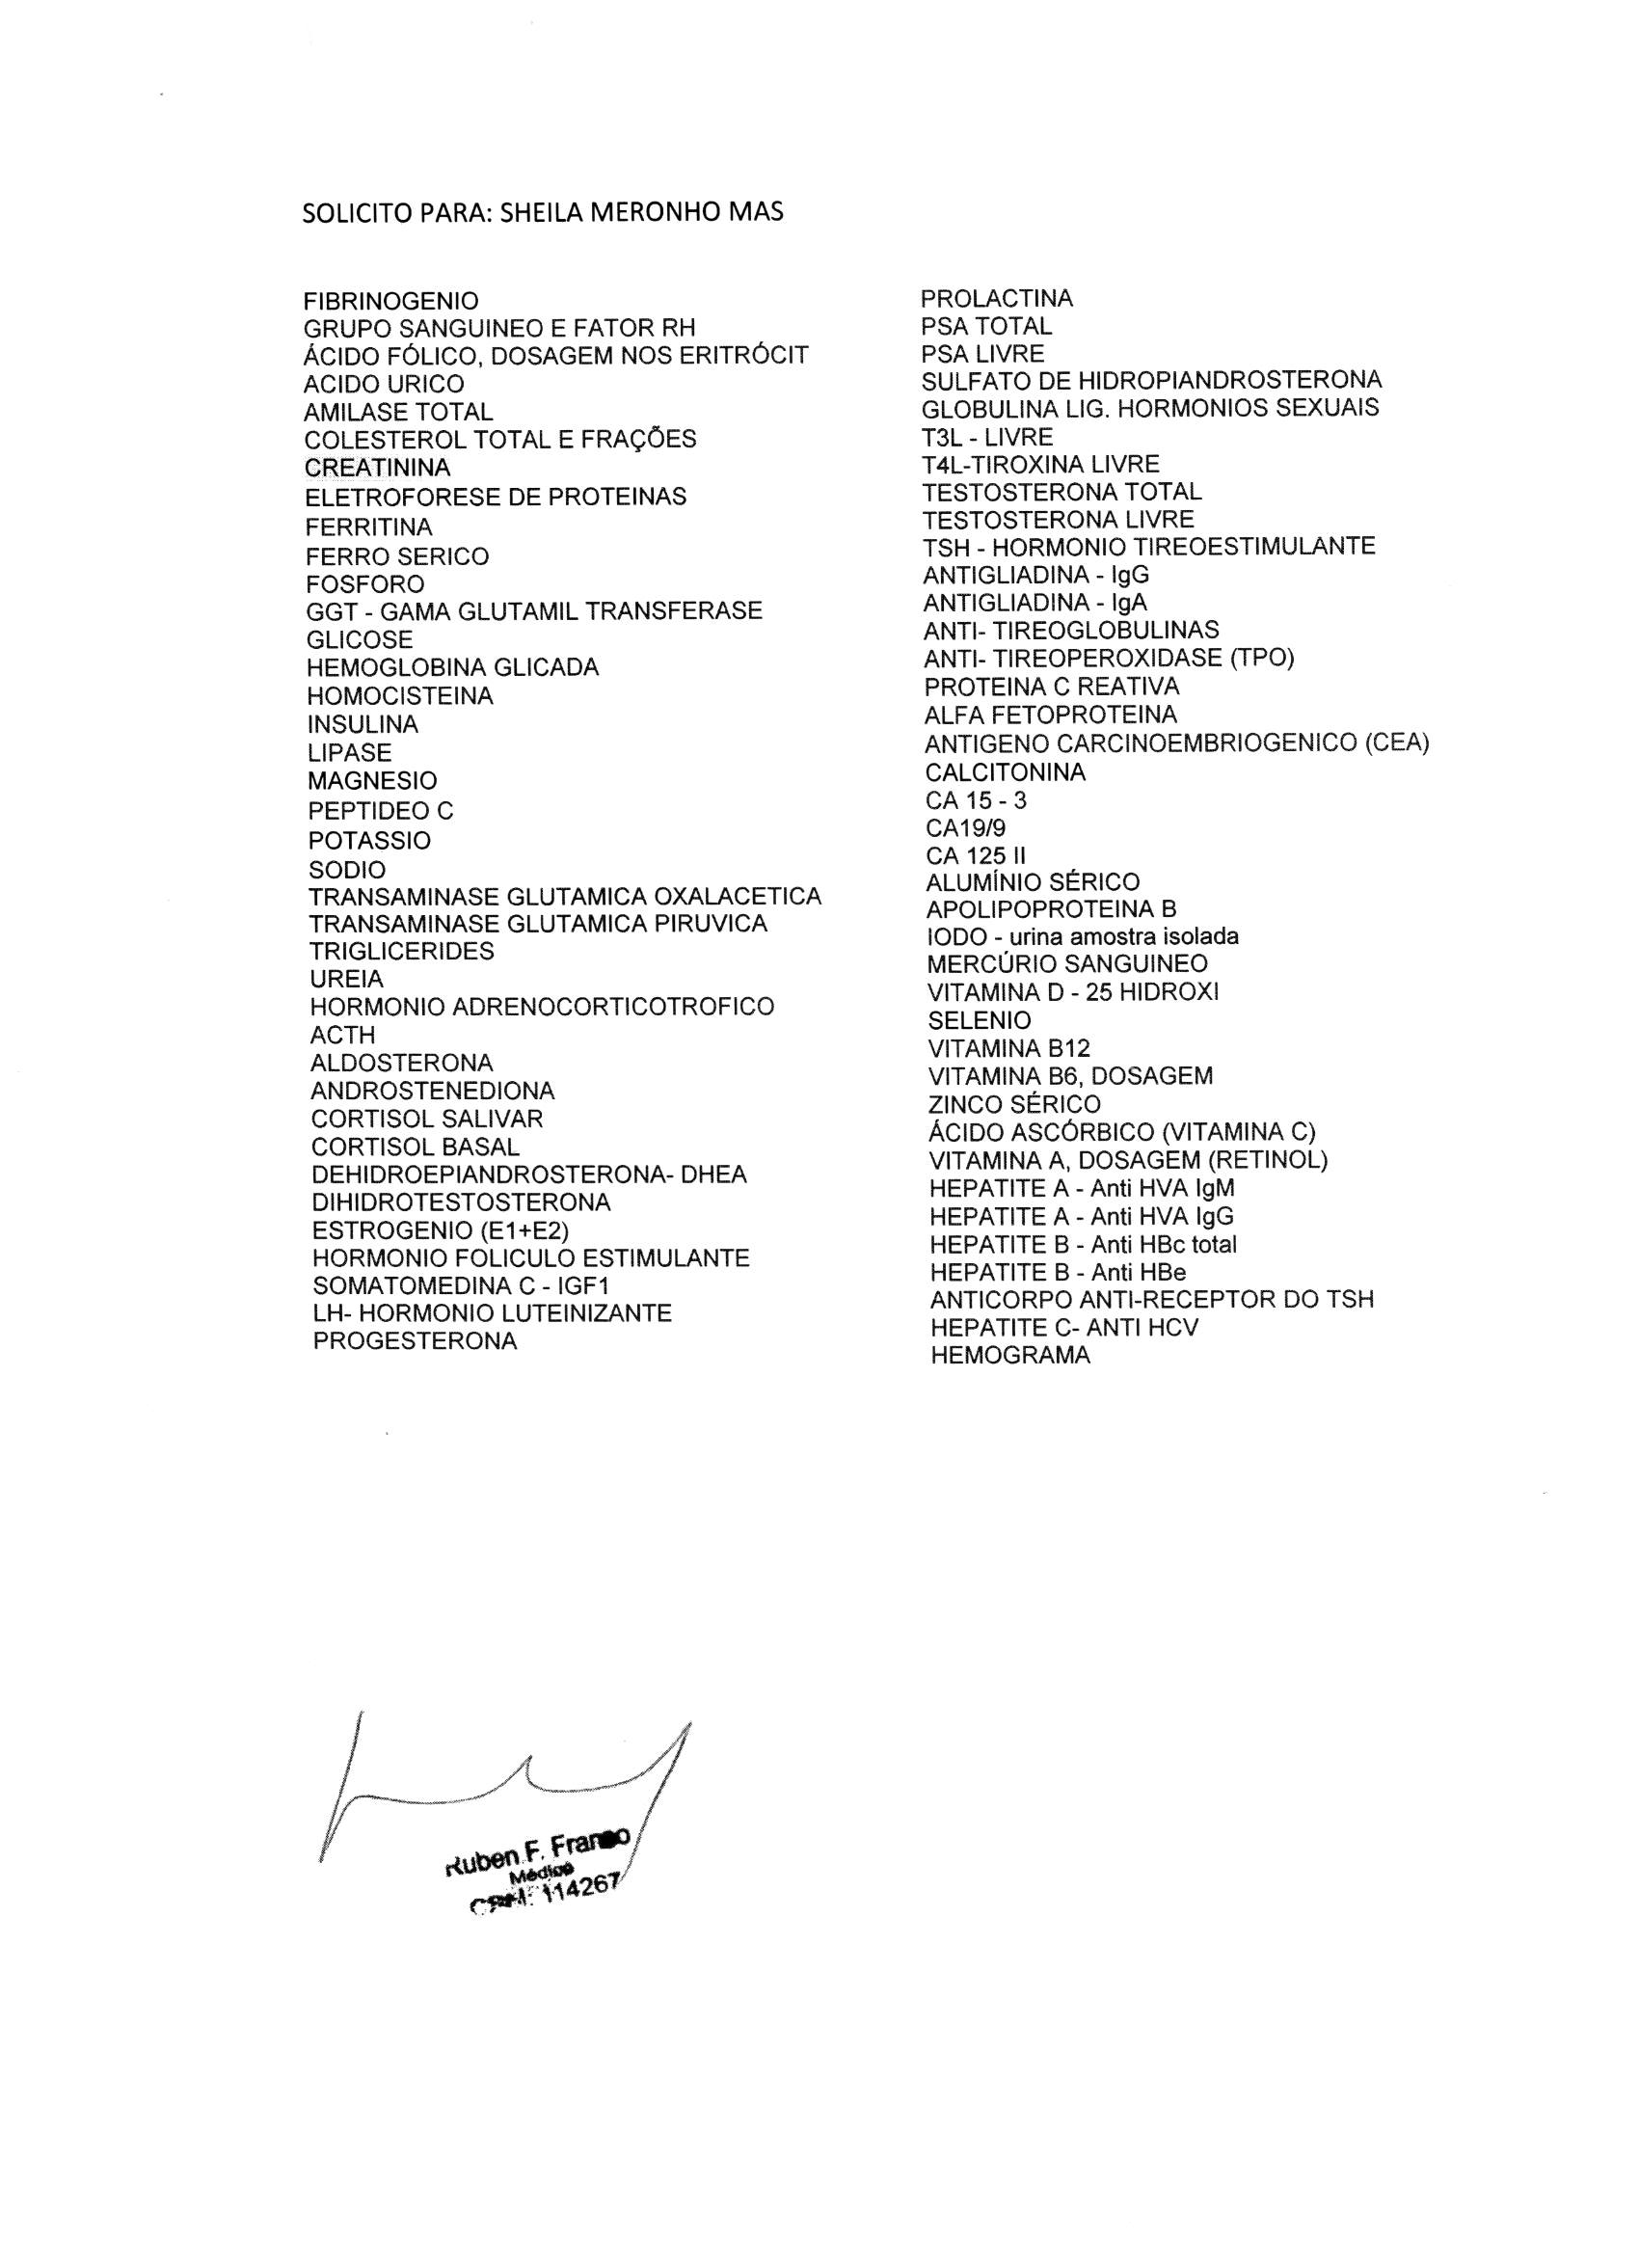 SOLICITO PARA: SHEILA MERONHO MAS
FIBRINOGENIO
GRUPO SANGUINEO E FATOR RH
ÁCIDO FÓLICO, DOSAGEM NOS ERITRÓCIT
ACIDO URICO
AMILASE TOTAL
COLESTEROL TOTAL E FRAÇÕES
CREATININA
ELETROFORESE DE PROTEINAS
FERRITINA
FERRO SERICO
FOSFORO
GGT - GAMA GLUTAMIL TRANSFERASE
GLICOSE
HEMOGLOBINA GLICADA
HOMOCISTEINA
INSULINA
LIPASE
MAGNESIO
PEPTIDEO C
POTASSIO
SODIO
TRANSAMINASE GLUTAMICA OXALACETICA
TRANSAMINASE GLUTAMICA PIRUVICA
TRIGLICERIDES
UREIA
HORMONIO ADRENOCORTICOTROFICO
ACTH
ALDOSTERONA
ANDROSTENEDIONA
CORTISOL SALIVAR
CORTISOL BASAL
DEHIDROEPIANDROSTERONA- DHEA
DIHIDROTESTOSTERONA
ESTROGENIO (E1+E2)
HORMONIO FOLICULO ESTIMULANTE
SOMATOMEDINA C - IGF1
LH- HORMONIO LUTEINIZANTE
PROGESTERONA
PROLACTINA
PSA TOTAL
PSA LIVRE
SULFATO DE HIDROPIANDROSTERONA
GLOBULINA LIG. HORMONIOS SEXUAIS
T3L - LIVRE
T4L-TIROXINA LIVRE
TESTOSTERONA TOTAL
TESTOSTERONA LIVRE
TSH - HORMONIO TIREOESTIMULANTE
ANTIGLIADINA - IgG
ANTIGLIADINA - IgA
ANTI- TIREOGLOBULINAS
ANTI- TIREOPEROXIDASE (TPO)
PROTEINA C REATIVA
ALFA FETOPROTEINA
ANTIGENO CARCINOEMBRIOGENICO (CEA)
CALCITONINA
CA 15 - 3
CA19/9
CA 125 II
ALUMÍNIO SÉRICO
APOLIPOPROTEINA B
IODO - urina amostra isolada
MERCÚRIO SANGUINEO
VITAMINA D - 25 HIDROXI
SELENIO
VITAMINA B12
VITAMINA B6, DOSAGEM
ZINCO SÉRICO
ÁCIDO ASCÓRBICO (VITAMINA C)
VITAMINA A, DOSAGEM (RETINOL)
HEPATITE A - Anti HVA IgM
HEPATITE A - Anti HVA IgG
HEPATITE B - Anti HBc total
HEPATITE B - Anti HBe
ANTICORPO ANTI-RECEPTOR DO TSH
HEPATITE C- ANTI HCV
HEMOGRAMA
Ruben F. Franco
Médico
CRM: 114267